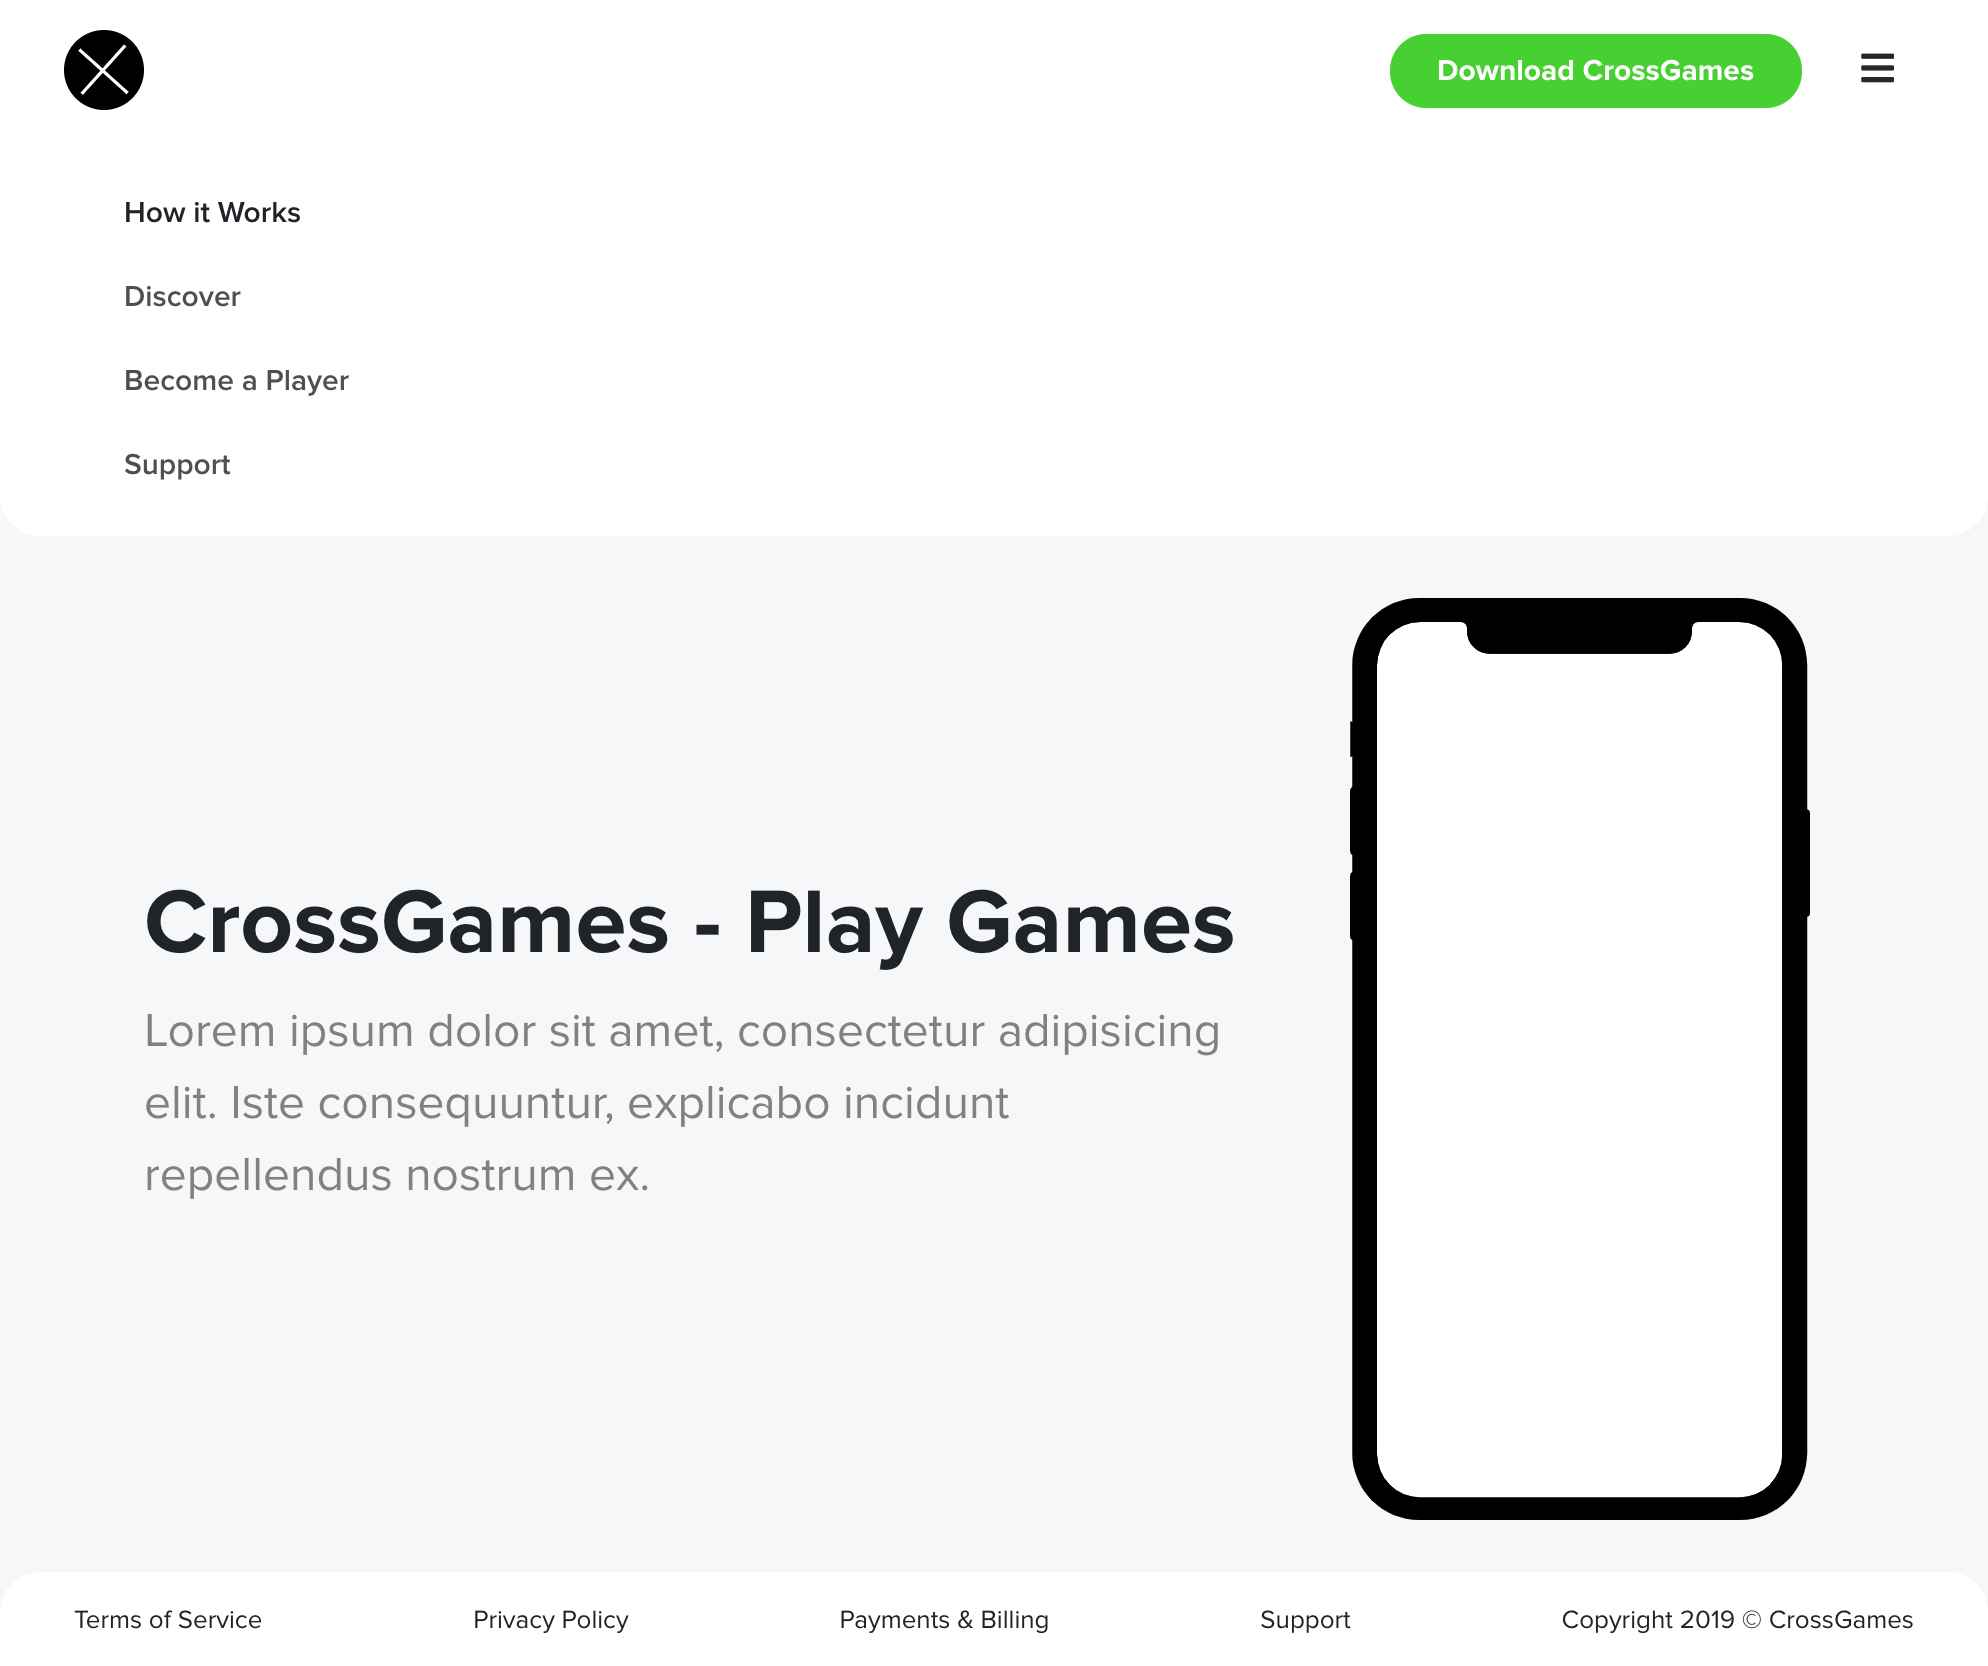 Download CrossGames
How it Works
Discover
Become a Player
Support
CrossGames - Play Games
Lorem ipsum dolor sit amet, consectetur adipisicing
elit. Iste consequuntur, explicabo incidunt
repellendus nostrum ex.
Terms of Service
Privacy Policy
Payments & Billing
Support
Copyright 2019 © CrossGames